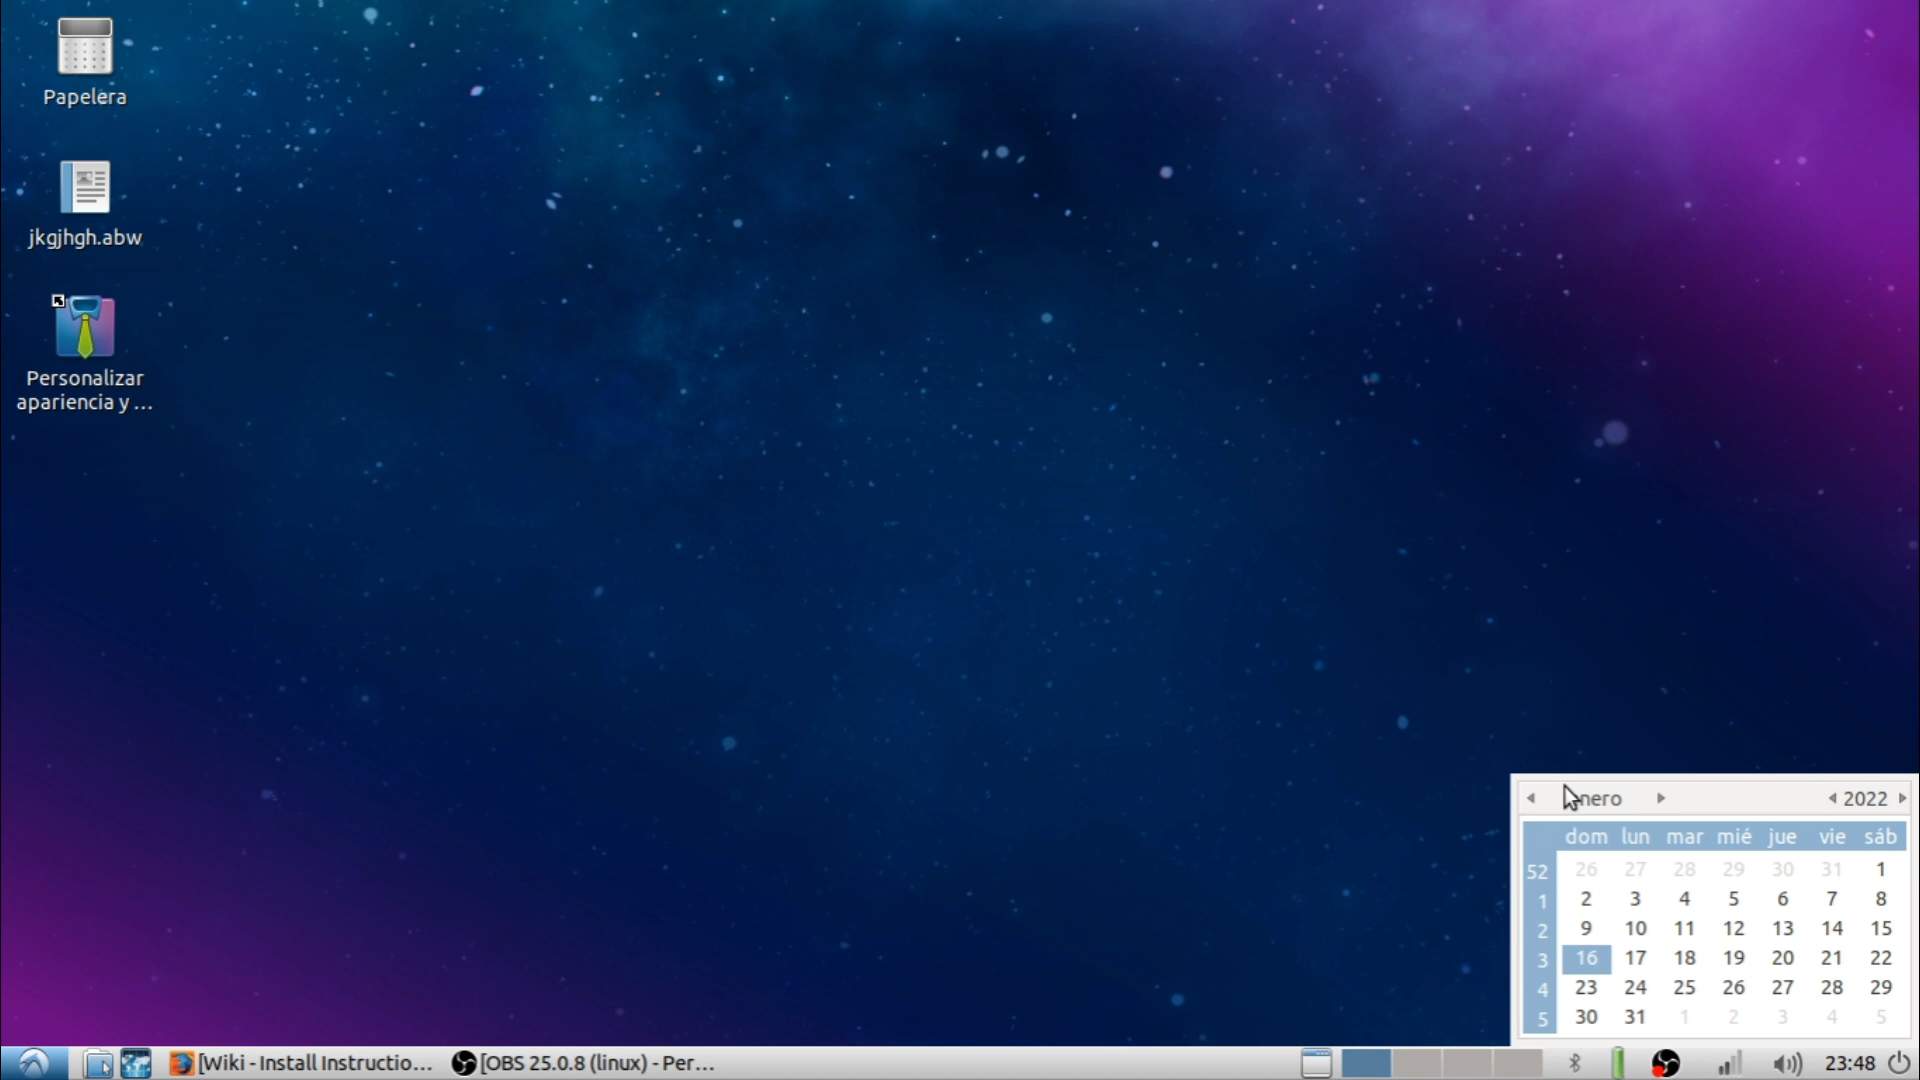 Papelera
jkgjhgh.abw
Personalizar
apariencia y ...
nero
2022
dom lun mar mié jue vie sáb
52 26 27 28 29 30 31 1
1 2 3 4 5 6 7 8
2 9 10 11 12 13 14 15
3 16 17 18 19 20 21 22
4 23 24 25 26 27 28 29
5 30 31 1 2 3 4 5
[Wiki - Install Instructio... [OBS 25.0.8 (linux) - Per... 23:48